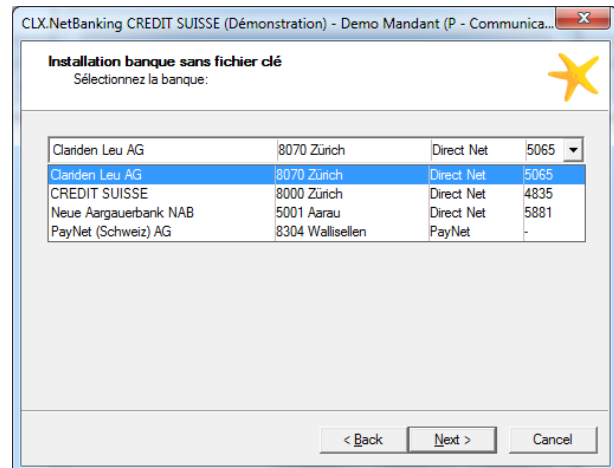 CLX.NetBanking CREDIT SUISSE (Démonstration) - Demo Mandant (P - Communica...
Installation banque sans fichier clé
Sélectionnez la banque:
Clariden Leu AG 8070 Zürich Direct Net 5065
Clariden Leu AG 8070 Zürich Direct Net 5065
CREDIT SUISSE 8000 Zürich Direct Net 4835
Neue Aargauerbank NAB 5001 Aarau Direct Net 5881
PayNet (Schweiz) AG 8304 Wallisellen PayNet -
< Back Next > Cancel